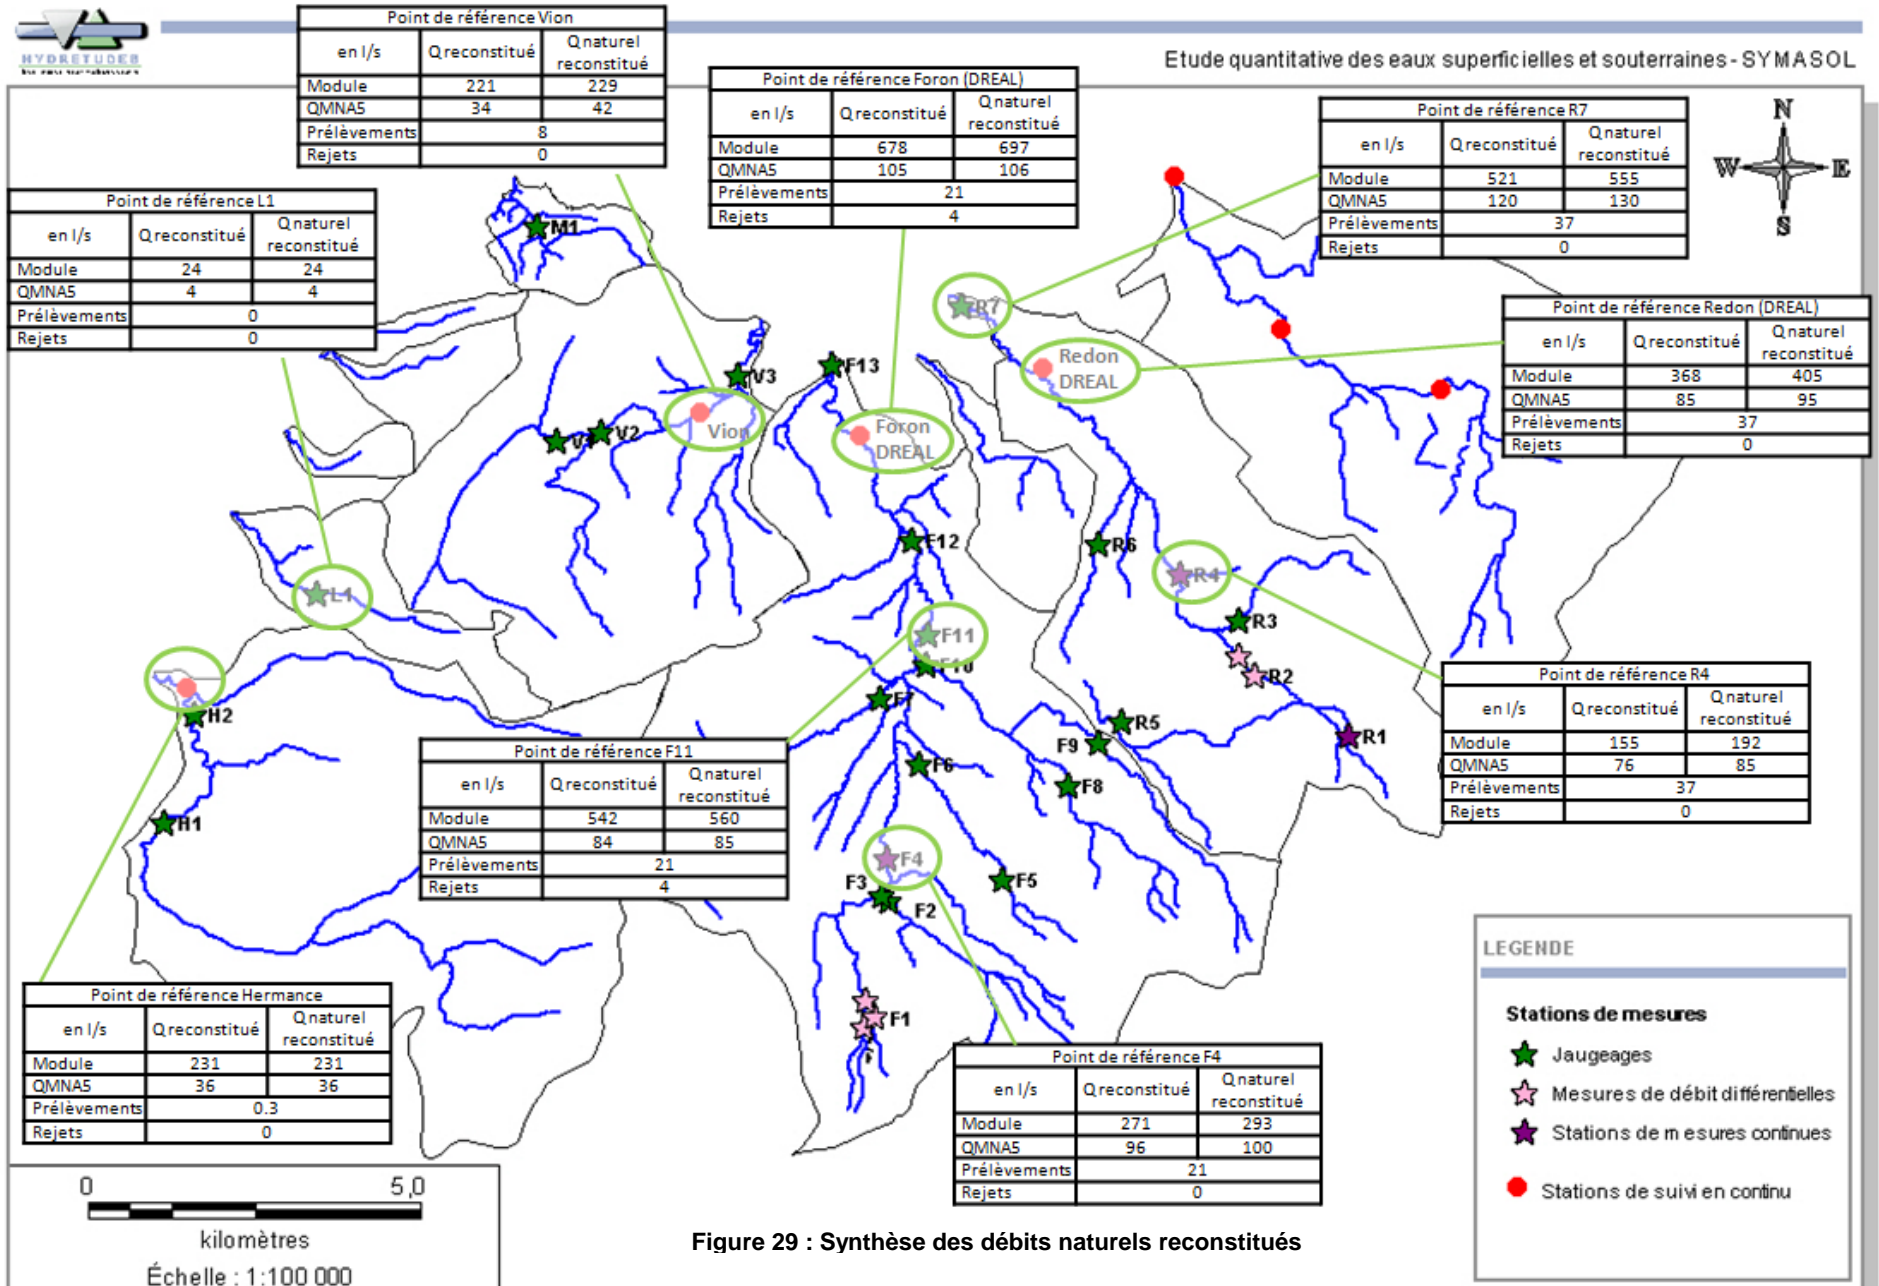 HYDRETUDES
Etude quantitative des eaux superficielles et souterraines - SYMASOL
Point de référence Vion
en l/s Q reconstitué Q naturel reconstitué
Module 221 229
QMNA5 34 42
Prélèvements 8
Rejets 0
Point de référence Foron (DREAL)
en l/s Q reconstitué Q naturel reconstitué
Module 678 697
QMNA5 105 106
Prélèvements 21
Rejets 4
Point de référence R7
en l/s Q reconstitué Q naturel reconstitué
Module 521 555
QMNA5 120 130
Prélèvements 37
Rejets 0
N
W E
S
Point de référence L1
en l/s Q reconstitué Q naturel reconstitué
Module 24 24
QMNA5 4 4
Prélèvements 0
Rejets 0
Point de référence Redon (DREAL)
en l/s Q reconstitué Q naturel reconstitué
Module 368 405
QMNA5 85 95
Prélèvements 37
Rejets 0
M1
R7
Redon
DREAL
V3
F13
Vion
V2
Foron
DREAL
F12
R6
R4
L1
R3
F11
F10
R2
F7
H2
R5
R1
F9
F6
F8
H1
F4
F3
F5
F2
F1
Point de référence R4
en l/s Q reconstitué Q naturel reconstitué
Module 155 192
QMNA5 76 85
Prélèvements 37
Rejets 0
Point de référence F11
en l/s Q reconstitué Q naturel reconstitué
Module 542 560
QMNA5 84 85
Prélèvements 21
Rejets 4
Point de référence Hermance
en l/s Q reconstitué Q naturel reconstitué
Module 231 231
QMNA5 36 36
Prélèvements 0.3
Rejets 0
Point de référence F4
en l/s Q reconstitué Q naturel reconstitué
Module 271 293
QMNA5 96 100
Prélèvements 21
Rejets 0
LEGENDE
Stations de mesures
Jaugeages
Mesures de débit différentielles
Stations de mesures continues
Stations de suivi en continu
0 5,0
kilomètres
Échelle : 1:100 000
Figure 29 : Synthèse des débits naturels reconstitués